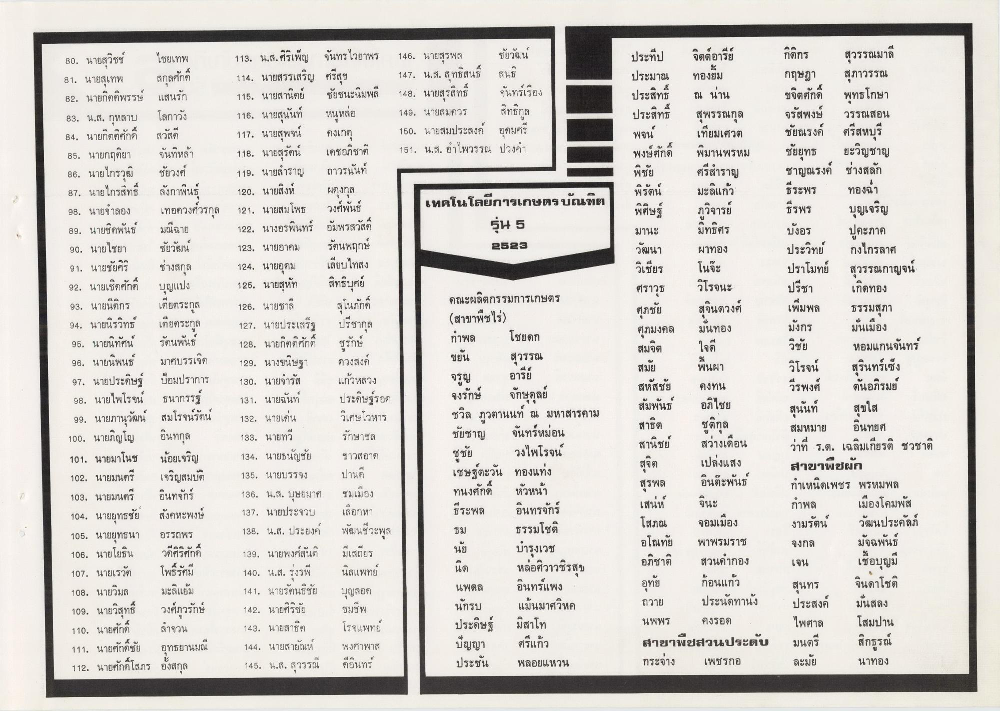 80. นายสุวิชช์ ไชยเทพ
81. นายสุเทพ สกุลศักดิ์
82. นายกิตติพรรษ์ แสนรัก
83. น.ส. กุหลาบ โลกาวัง
84. นายกิตติศักดิ์ สวัสดี
85. นายกฤติยา จันทิหล้า
86. นายไกรวุฒิ ชัยวงศ์
87. นายไกรสิทธิ์ ลังกาพินธุ์
98. นายจำลอง เทอดวงศ์วรกุล
89. นายชิดพันธ์ มณีฉาย
90. นายไชยา ชัยวัฒน์
91. นายชัยศิริ ช่างสกุล
92. นายเชิดศักดิ์ บุญแปง
93. นายนิติกร เตียตระกูล
94. นายนิรวิทธ์ เตียตระกูล
95. นายนิทัศน์ รัตนพันธ์
96. นายนิพนธ์ มาศบรรเจิด
97. นายประดิษฐ์ ป้อมปราการ
98. นายไพโรจน์ ธนากรรฐ์
99. นายภานุวัฒน์ สมโรจน์รัตน์
100. นายภิญโญ อินทกุล
101. นายมาโนช น้อยเจริญ
102. นายมนตรี เจริญสมบัติ
103. นายมนตรี อินทจักร์
104. นายยุทธชัย สังคหะพงษ์
105. นายยุทธนา อรรถพร
106. นายโยธิน วดีศิริศักดิ์
107. นายเรวัต โพธิ์รัศมี
108. นายวิมล มะลิแย้ม
109. นายวิสุทธิ์ วงศ์ภูวรักษ์
110. นายศักดิ์ ลำจวน
111. นายศักดิ์ชัย อุทธยานมณี
112. นายศักดิ์โสภร อั้งสกุล
113. น.ส. ศิริเพ็ญ จันทรไวยาพร
114. นายสรรเสริญ ศรีสุข
115. นายสานิตย์ ชัยชนะฉิมพลี
116. นายสุนันท์ หนูหล่อ
117. นายสุพจน์ คงเกตุ
118. นายสุรัตน์ เดชอภิชาติ
119. นายสำราญ ถาวรนันท์
120. นายสิงห์ ผดุงกุล
121. นายสมโพธ วงศ์พันธ์
122. นางอรพินทร์ อัมพรสวัสดิ์
123. นายอาคม รัตนพฤกษ์
124. นายอุดม เลียบไทสง
125. นายสุหัท สิทธิบุศย์
126. นายชาลี สุโนภักดิ์
127. นายประเสริฐ ปรีชากุล
128. นายกิตติศักดิ์ ชูรักษ์
129. นางขนิษฐา ดวงสงค์
130. นายจำรัส แก้วหลวง
131. นายฉันท์ ประดิษฐ์รอด
132. นายเด่น วิเศษโวหาร
133. นายทวี รักษาชล
134. นายธนัญชัย ขาวสอาด
135. นายบรรจง ปานดี
136. น.ส. บุษยมาศ ชมเมือง
137. นายประจวบ เลือกหา
138. น.ส. ประยงค์ พัฒนชีวะพูล
139. นายพงศ์สันติ มีเสถียร
140. น.ส. รุ่งรพี นิลแพทย์
141. นายรัตนธิชัย บุญลอด
142. นายศิริชัย ชมชีพ
143. นายสาธิต โรจแพทย์
144. นายสายัณห์ พงศาพาส
145. น.ส. สุวรรณี ดีอินทร์
146. นายสุรพล ชัยวัฒน์
147. น.ส. สุทธิสนธิ์ สนธิ
148. นายสุรสิทธิ์ จันทร์เรือง
149. นายสมควร สิทธิกูล
150. นายสมประสงค์ อุดมศรี
151. น.ส. อำไพวรรณ ปวงคำ
เทคโนโลยีการเกษตรบัณฑิต
รุ่น 5
2523
คณะผลิตกรรมการเกษตร
(สาขาพืชไร่)
กำพล โชยดก
ขยัน สุวรรณ
จรูญ อารีย์
จงรักษ์ จักษุดุลย์
ชวิล ภูวตานนท์ ณ มหาสารคาม
ชัยชาญ จันทร์หม่อน
ชูชัย วงไพโรจน์
เชษฐ์ตะวัน ทองแท่ง
ทนงศักดิ์ หัวหน้า
ธีระพล อินทรจักร์
ธม ธรรมโชติ
นัย บำรุงเวช
นิด หล่อศิวาวชิรสุข
นพดล อินทร์แพง
นักรบ แม้นมาศวิหค
ประดิษฐ์ มิสาโท
ปัญญา ศรีแก้ว
ประชัน พลอยแหวน
ประทีป จิตต์อารีย์
ประมาณ ทองยิ้ม
ประสิทธิ์ ณ น่าน
ประสิทธิ์ สุพรรณกุล
พจน์ เทียมเศวต
พงษ์ศักดิ์ พิมานพรหม
พิชัย ศรีสำราญ
พิรัตน์ มะลิแก้ว
พิศิษฐ์ ภูวิจารย์
มานะ มิทธิศร
วัฒนา ผาทอง
วิเชียร โนจ๊ะ
ศราวุธ วิโรจนะ
ศุภชัย สุจินตวงศ์
ศุภมงคล มั่นทอง
สมจิต ใจดี
สมัย พื้นผา
สหัสชัย คงทน
สัมพันธ์ อภิไชย
สาธิต ชูติกุล
สานิชย์ สว่างเดือน
สุจิต เปล่งแสง
สุรพล อินต๊ะพันธ์
เสน่ห์ จินะ
โสภณ จอมเมือง
อโณทัย พาพรมราช
อภิชาติ สวนคำกอง
อุทัย ก้อนแก้ว
ถวาย ประนัดทานัง
นพพร คงรอด
สาขาพืชสวนประดับ
กระจ่าง เพชรกอ
กิติกร สุวรรณมาลี
กฤษฎา สุภาวรรณ
ขจิตศักดิ์ พุทธโกษา
จรัสพงษ์ วรรณสอน
ชัยณรงค์ ศรีสหบุรี
ชัยยุทธ ยะวิญชาญ
ชาญณรงค์ ช่างสลัก
ธีระพร ทองฉ่ำ
ธีรพร บุญเจริญ
บังอร ปูคะภาค
ประวิทย์ กงไกรลาศ
ปราโมทย์ สุวรรณกาญจน์
ปรีชา เกิดทอง
เพิ่มพล ธรรมสุภา
มังกร มั่นเมือง
วิชัย หอมแกนจันทร์
วิโรจน์ สุรินทร์เซ็ง
วีรพงศ์ ตันอภิรมย์
สุนันท์ สุขใส
สมหมาย อินทยศ
ว่าที่ ร.ต. เฉลิมเกียรติ ชวชาติ
สาขาพืชผัก
กำเหนิดเพชร พรหมพล
กำพล เมืองโคมพัส
งามรัตน์ วัฒนประคัลภ์
จงกล มัจฉพันธ์
เจน เชื้อบุญมี
สุนทร จินดาโชติ
ประสงค์ มั่นสลง
ไพศาล โสมปาน
มนตรี สิกธูรณ์
ละมัย นาทอง